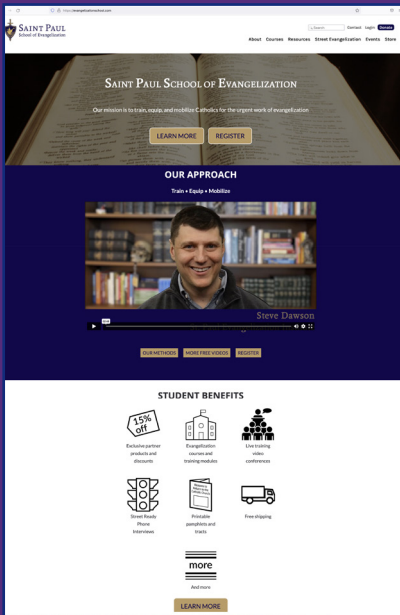 https://evangelizationschool.com
SAINT PAUL
School of Evangelization
Search
Contact
Login
Donate
About
Courses
Resources
Street Evangelization
Events
Store
SAINT PAUL SCHOOL OF EVANGELIZATION
Our mission is to train, equip, and mobilize Catholics for the urgent work of evangelization
LEARN MORE
REGISTER
OUR APPROACH
Train • Equip • Mobilize
Steve Dawson
OUR METHODS
MORE FREE VIDEOS
REGISTER
STUDENT BENEFITS
15%
off
Exclusive partner
products and
discounts
Evangelization
courses and
training modules
Live training
video
conferences
Street Ready
Phone
Interviews
Printable
pamphlets and
tracts
Free shipping
more
And more
LEARN MORE